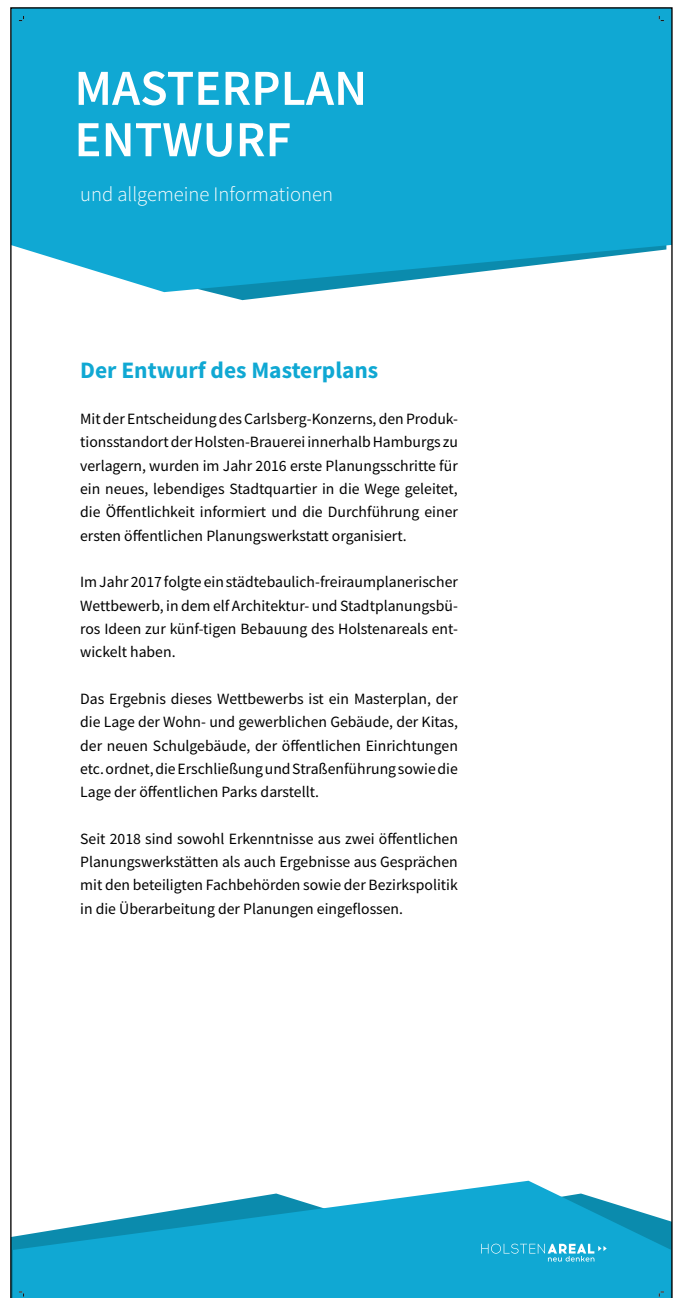 MASTERPLAN
ENTWURF
und allgemeine Informationen
Der Entwurf des Masterplans
Mit der Entscheidung des Carlsberg-Konzerns, den Produk-
tionsstandort der Holsten-Brauerei innerhalb Hamburgs zu
verlagern, wurden im Jahr 2016 erste Planungsschritte für
ein neues, lebendiges Stadtquartier in die Wege geleitet,
die Öffentlichkeit informiert und die Durchführung einer
ersten öffentlichen Planungswerkstatt organisiert.
Im Jahr 2017 folgte ein städtebaulich-freiraumplanerischer
Wettbewerb, in dem elf Architektur- und Stadtplanungsbü-
ros Ideen zur künf-tigen Bebauung des Holstenareals ent-
wickelt haben.
Das Ergebnis dieses Wettbewerbs ist ein Masterplan, der
die Lage der Wohn- und gewerblichen Gebäude, der Kitas,
der neuen Schulgebäude, der öffentlichen Einrichtungen
etc. ordnet, die Erschließung und Straßenführung sowie die
Lage der öffentlichen Parks darstellt.
Seit 2018 sind sowohl Erkenntnisse aus zwei öffentlichen
Planungswerkstätten als auch Ergebnisse aus Gesprächen
mit den beteiligten Fachbehörden sowie der Bezirkspolitik
in die Überarbeitung der Planungen eingeflossen.
HOLSTENAREAL
neu denken